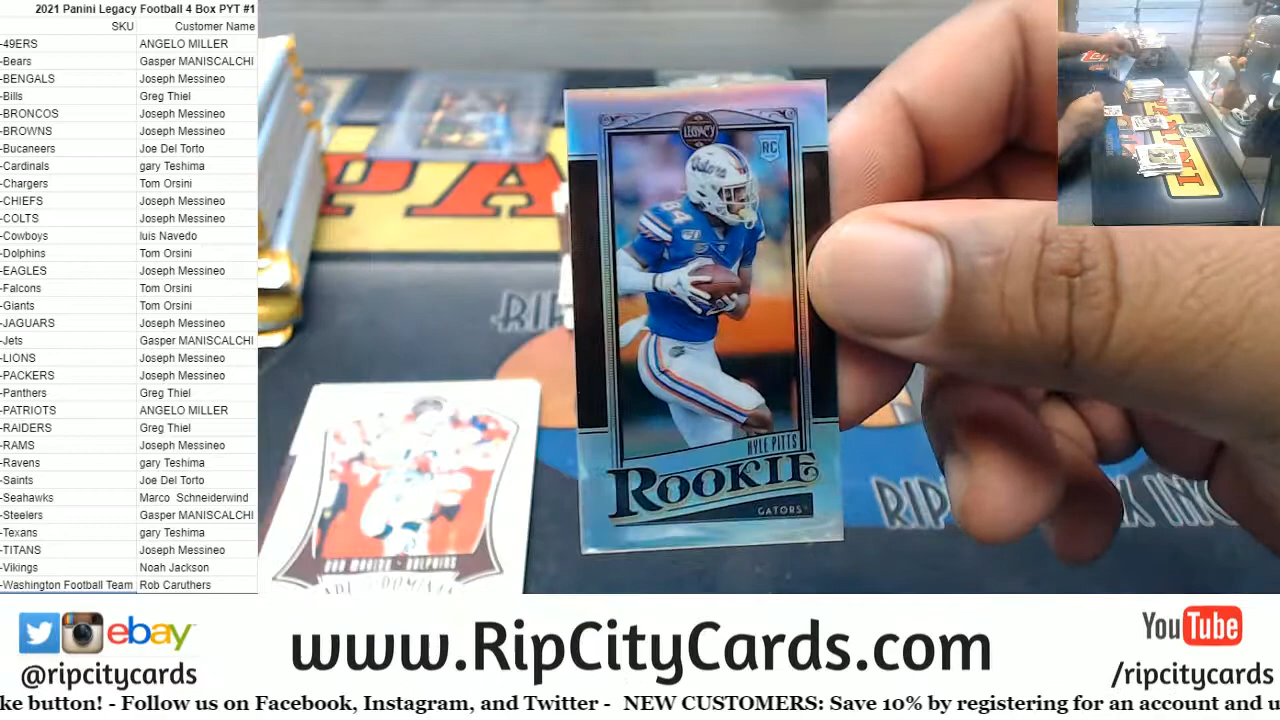 2021 Panini Legacy Football 4 Box PYT #1
SKU Customer Name
-49ERS ANGELO MILLER
-Bears Gasper MANISCALCHI
-BENGALS Joseph Messineo
-Bills Greg Thiel
-BRONCOS Joseph Messineo
-BROWNS Joseph Messineo
-Bucaneers Joe Del Torto
-Cardinals gary Teshima
-Chargers Tom Orsini
-CHIEFS Joseph Messineo
-COLTS Joseph Messineo
-Cowboys luis Navedo
-Dolphins Tom Orsini
-EAGLES Joseph Messineo
-Falcons Tom Orsini
-Giants Tom Orsini
-JAGUARS Joseph Messineo
-Jets Gasper MANISCALCHI
-LIONS Joseph Messineo
-PACKERS Joseph Messineo
-Panthers Greg Thiel
-PATRIOTS ANGELO MILLER
-RAIDERS Greg Thiel
-RAMS Joseph Messineo
-Ravens gary Teshima
-Saints Joe Del Torto
-Seahawks Marco Schneiderwind
-Steelers Gasper MANISCALCHI
-Texans gary Teshima
-TITANS Joseph Messineo
-Vikings Noah Jackson
-Washington Football Team Rob Caruthers
LEGACY
RC
Gators
84
KYLE PITTS
ROOKIE
GATORS
PA
RIP
RIP
DAN MARINO • DOLPHINS
ebay
@ripcitycards
www.RipCityCards.com
YouTube
/ripcitycards
ke button! - Follow us on Facebook, Instagram, and Twitter - NEW CUSTOMERS: Save 10% by registering for an account and u